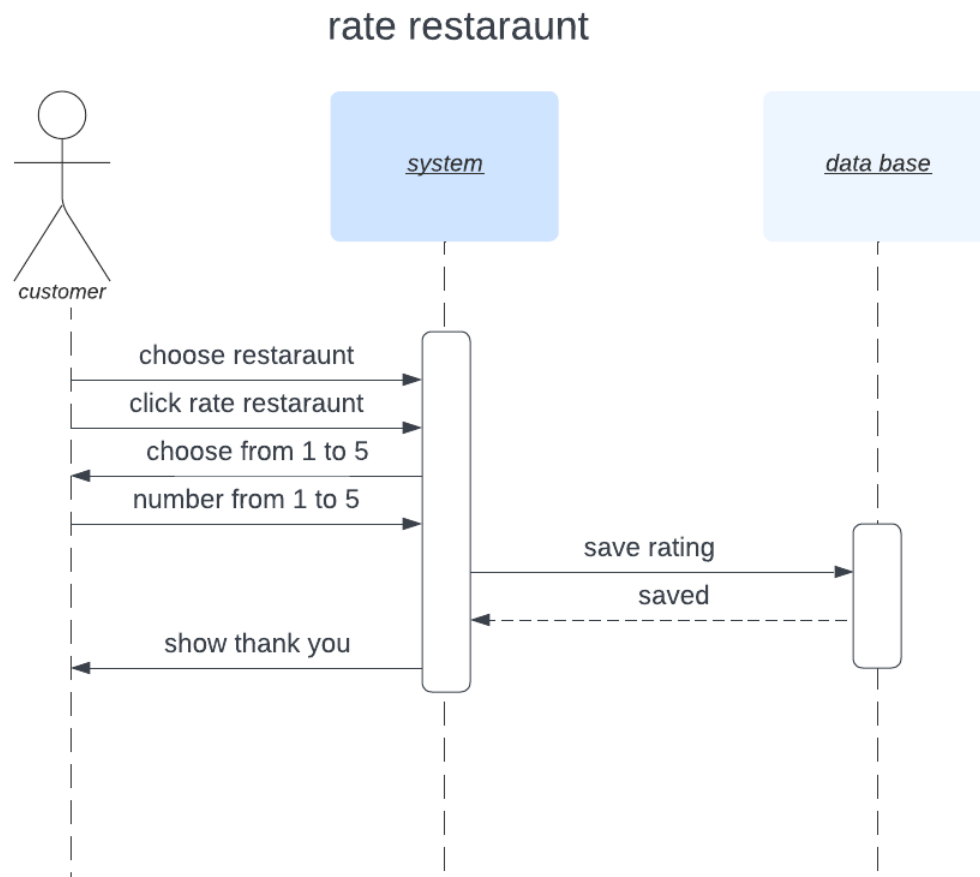 rate restaraunt
system
data base
customer
choose restaraunt
click rate restaraunt
choose from 1 to 5
number from 1 to 5
save rating
saved
show thank you